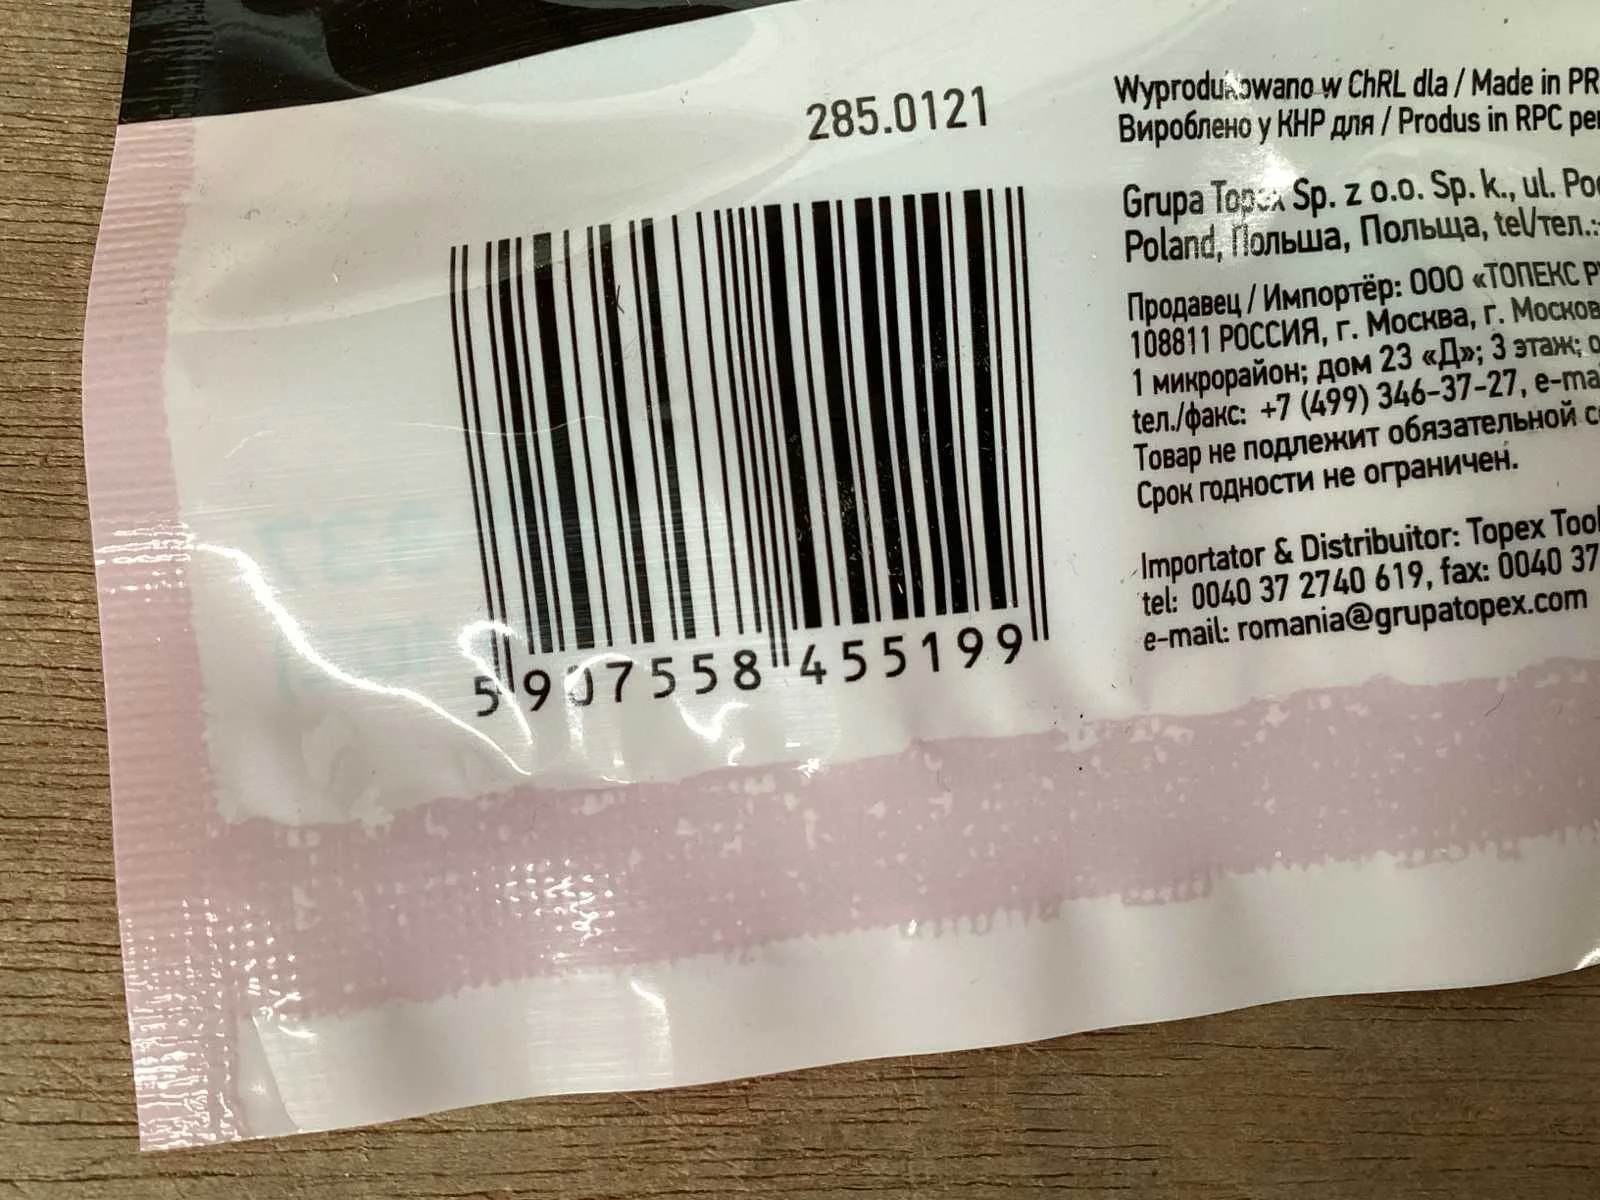 285.0121
5 907558 455199
Wyprodukowano w ChRL dla / Made in PR
Вироблено у КНР для / Produs in RPC
Grupa Topex Sp. z o.o. Sp. k., ul.
Poland, Польша, Польща, tel/тел.:
Продавец / Импортёр: ООО «ТОПЕКС
108811 РОССИЯ, г. Москва, г. Москов
1 микрорайон; дом 23 «Д»; 3 этаж;
тел./факс: +7 (499) 346-37-27, e-ma
Товар не подлежит обязательной
Срок годности не ограничен.
Importator & Distribuitor: Topex Tool
tel: 0040 37 2740 619, fax: 0040 37
e-mail: romania@grupatopex.com